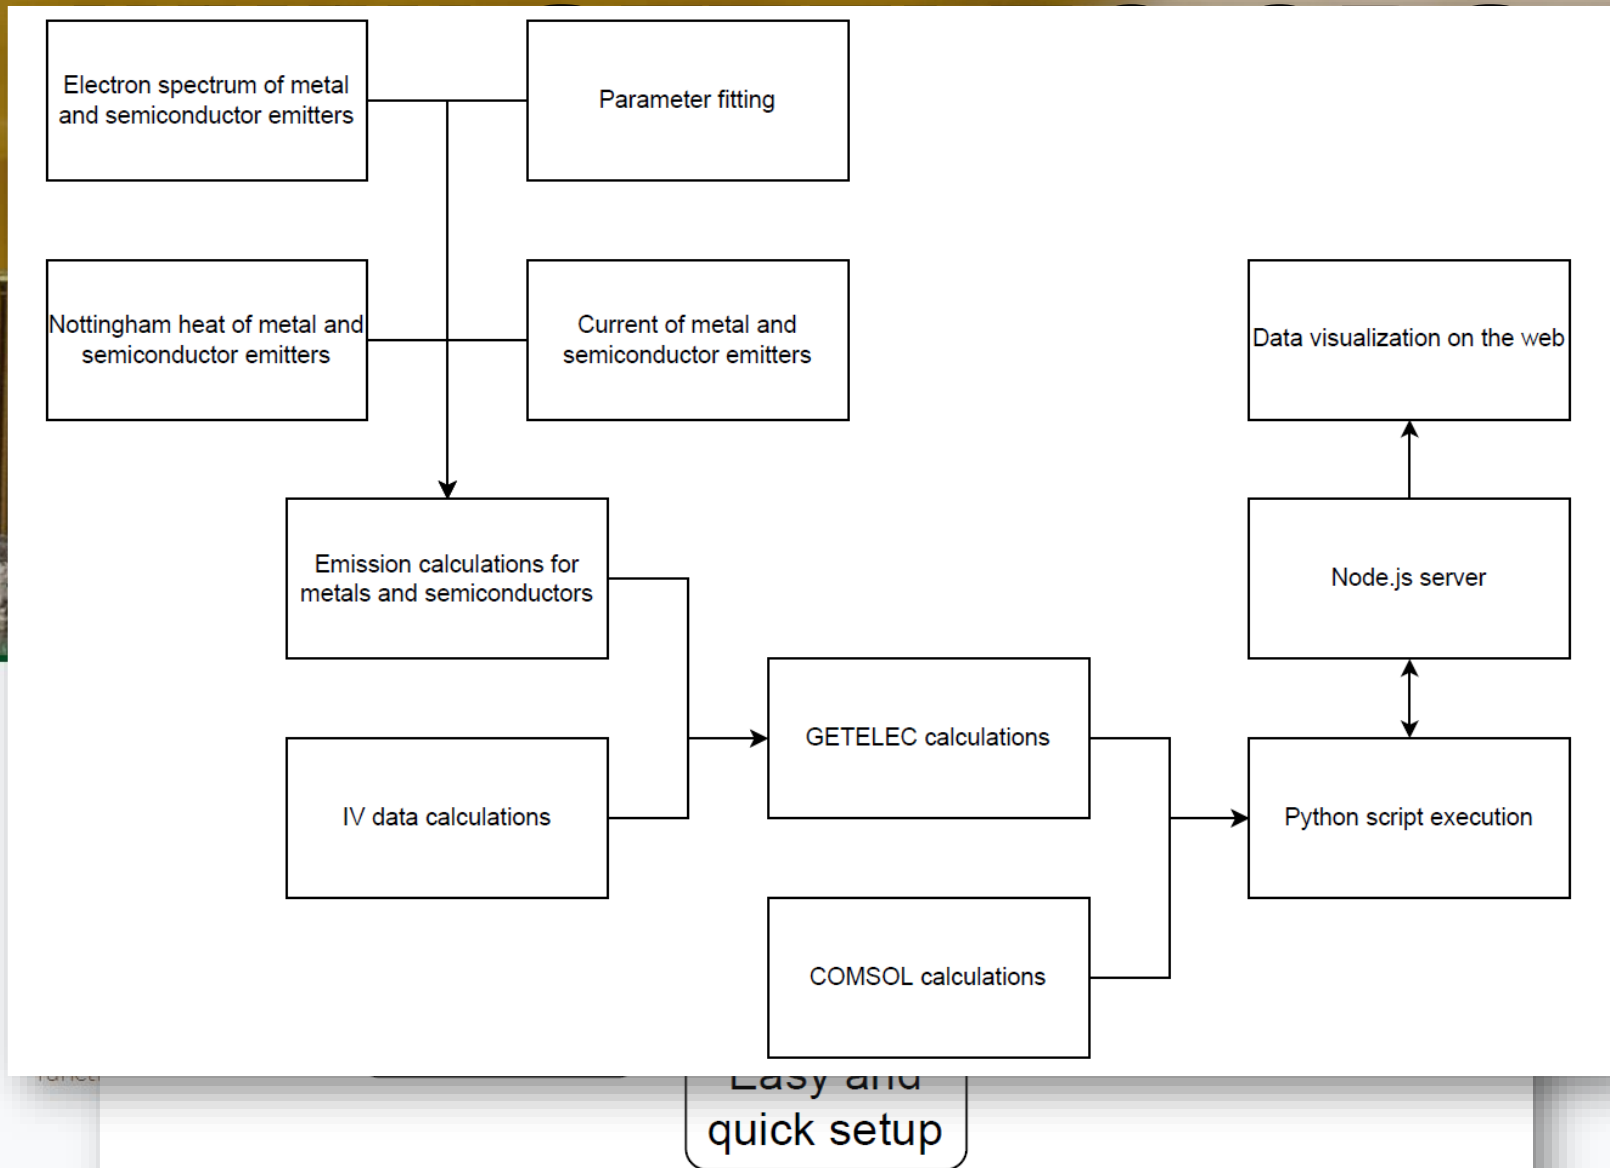 Electron spectrum of metal
and semiconductor emitters
Parameter fitting
Nottingham heat of metal and
semiconductor emitters
Current of metal and
semiconductor emitters
Data visualization on the web
Emission calculations for
metals and semiconductors
Node.js server
GETELEC calculations
IV data calculations
Python script execution
COMSOL calculations
Easy and
quick setup